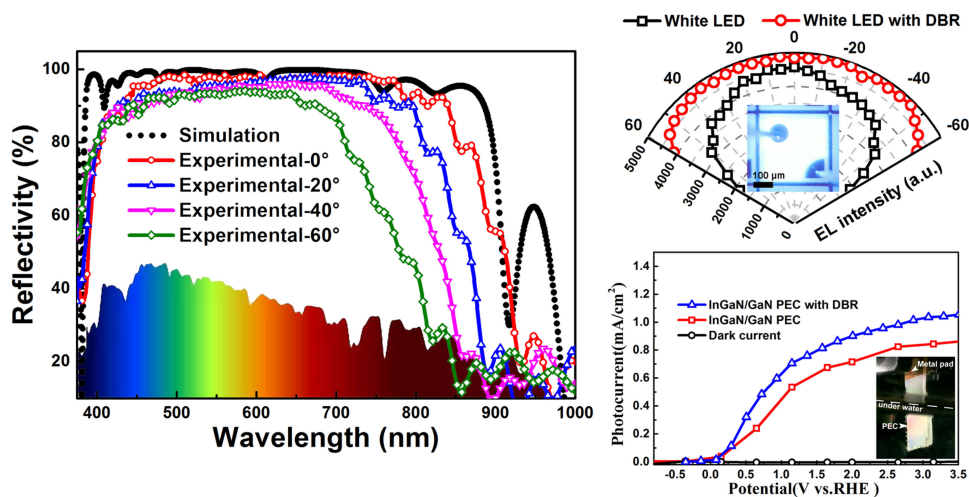 Reflectivity (%)
100
80
60
40
20
Simulation
Experimental-0°
Experimental-20°
Experimental-40°
Experimental-60°
400
500
600
700
800
900
1000
Wavelength (nm)
White LED
White LED with DBR
0
20
-20
40
-40
60
-60
5000
4000
3000
2000
1000
0
EL intensity (a.u.)
100 μm
Photocurrent(mA/cm²)
1.4
1.2
1.0
0.8
0.6
0.4
0.2
0.0
InGaN/GaN PEC with DBR
InGaN/GaN PEC
Dark current
Metal pad
under water
PEC
-0.5
0.0
0.5
1.0
1.5
2.0
2.5
3.0
3.5
Potential(V vs.RHE )